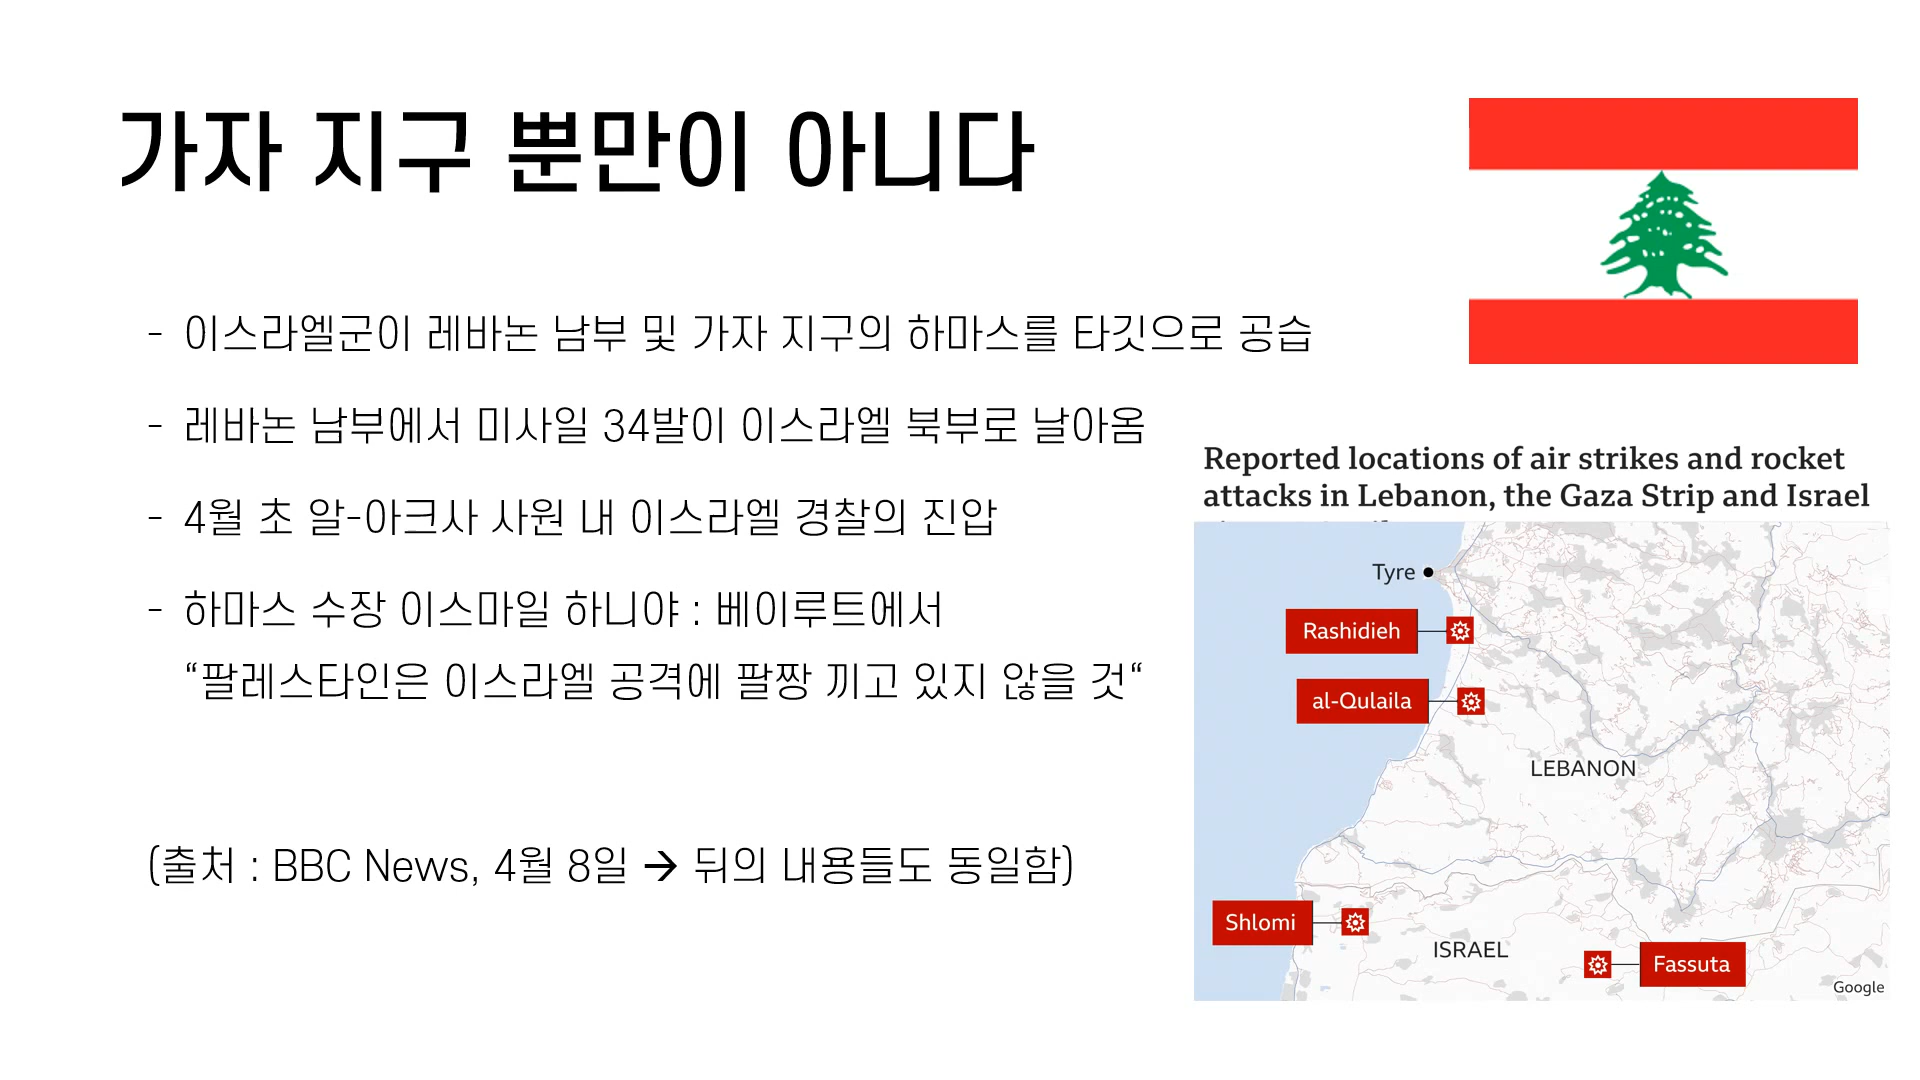 가자 지구 뿐만이 아니다
- 이스라엘군이 레바논 남부 및 가자 지구의 하마스를 타깃으로 공습
- 레바논 남부에서 미사일 34발이 이스라엘 북부로 날아옴
- 4월 초 알-아크사 사원 내 이스라엘 경찰의 진압
- 하마스 수장 이스마일 하니야 : 베이루트에서
“팔레스타인은 이스라엘 공격에 팔짱 끼고 있지 않을 것“
(출처 : BBC News, 4월 8일 → 뒤의 내용들도 동일함)
Reported locations of air strikes and rocket
attacks in Lebanon, the Gaza Strip and Israel
Tyre
Rashidieh
al-Qulaila
LEBANON
Shlomi
ISRAEL
Fassuta
Google